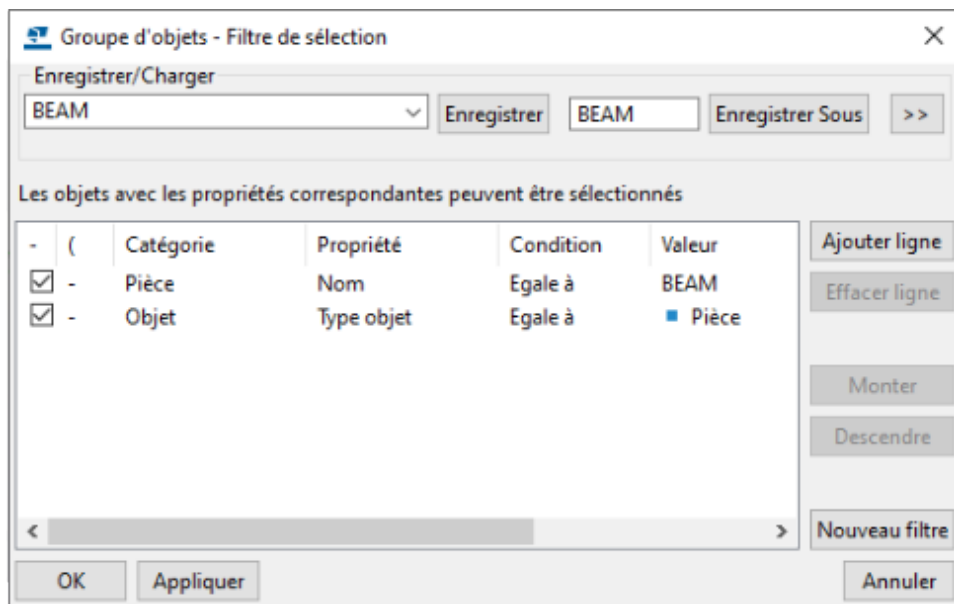 Groupe d'objets - Filtre de sélection
Enregistrer/Charger
BEAM Enregistrer BEAM Enregistrer Sous >>
Les objets avec les propriétés correspondantes peuvent être sélectionnés
- ( Catégorie Propriété Condition Valeur
- Pièce Nom Egale à BEAM
- Objet Type objet Egale à Pièce
Ajouter ligne
Effacer ligne
Monter
Descendre
Nouveau filtre
OK Appliquer Annuler